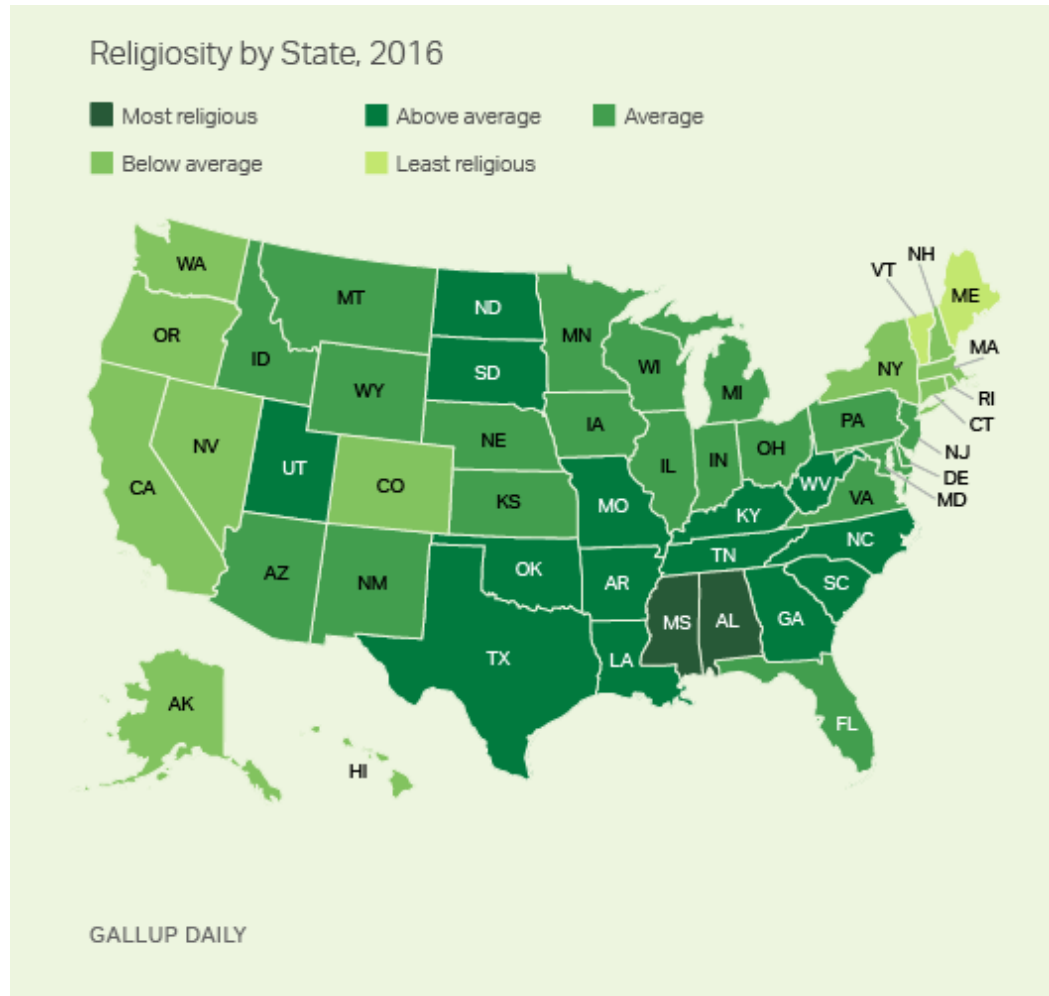 Religiosity by State, 2016
Most religious Above average Average
Below average Least religious
NH
VT
WA
ME
MT
ND
OR
MN
MA
ID
SD
WI
NY
WY
MI
RI
PA
CT
IA
NE
NJ
OH
IL
IN
UT
DE
NV
CO
WV
CA
VA
MD
KS
MO
KY
NC
TN
OK
AZ
NM
AR
SC
MS
AL
GA
TX
LA
AK
FL
HI
GALLUP DAILY